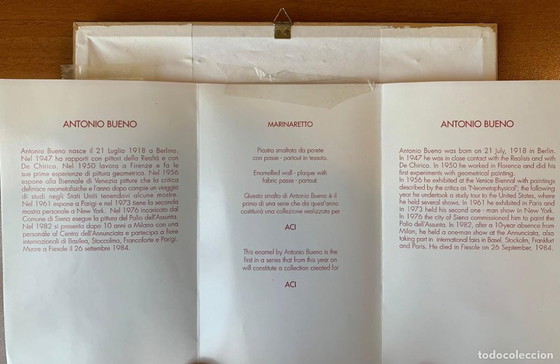 ANTONIO BUENO
Antonio Bueno nasce il 21 Luglio 1918 a Berlino.
Nel 1947 ha rapporti con pittori della Realtà e con
De Chirico. Nel 1950 lavora a Firenze e fa le
sue prime esperienze di pittura geometrica. Nel 1956
espone alla Biennale di Venezia pitture che la critica
definisce neometafisiche e l'anno dopo compie un viaggio
di studi negli Stati Uniti tenendovi alcune mostre.
Nel 1961 espone a Parigi e nel 1973 tiene la seconda
mostra personale a New York. Nel 1976 incaricato dal
Comune di Siena esegue la pittura del Palio dell'Assunta.
Nel 1982 si presenta dopo 10 anni a Milano con una
personale al Centro dell'Annunciata e partecipa a fiere
internazionali di Basilea, Stoccolma, Francoforte e Parigi.
Muore a Fiesole il 26 settembre 1984.
MARINARETTO
Piastra smaltata da parete
con passe - partout in tessuto.
Enamelled wall - plaque with
fabric passe - partout.
Questo smalto di Antonio Bueno è il
primo di una serie che da quest'anno
costituirà una collezione realizzata per
ACI
This enamel by Antonio Bueno is the
first in a series that from this year on
will constitute a collection created for
ACI
ANTONIO BUENO
Antonio Bueno was born on 21 July, 1918 in Berlin.
In 1947 he was in close contact with the Realists and with
De Chirico. In 1950 he worked in Florence and did his
first experiments with geometrical painting.
In 1956 he exhibited at the Venice Biennial with paintings
described by the critics as "Neometaphysical", the following
year he undertook a study tour to the United States, where
he held several shows. In 1961 he exhibited in Paris and
in 1973 held his second one - man show in New York.
In 1976 the city of Siena commissioned him to paint the
Palio dell'Assunta. In 1982, after a 10-year absence from
Milan, he held a one-man show at the Annunciata, also
taking part in international fairs in Basel, Stockolm, Frankfurt
and Paris. He died in Fiesole on 26 September, 1984.
todocoleccion